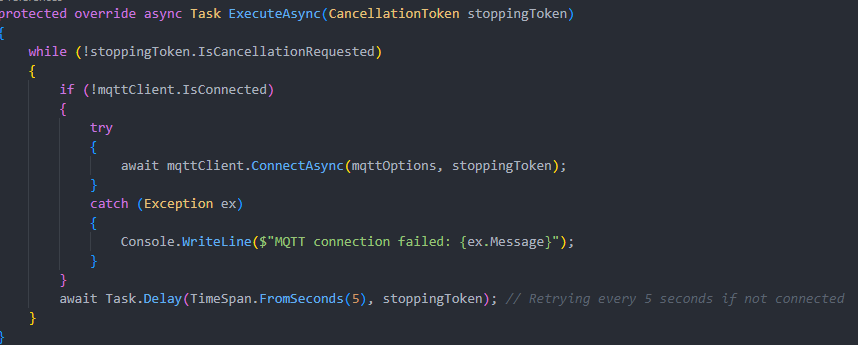 protected override async Task ExecuteAsync(CancellationToken stoppingToken)
{
    while (!stoppingToken.IsCancellationRequested)
    {
        if (!mqttClient.IsConnected)
        {
            try
            {
                await mqttClient.ConnectAsync(mqttOptions, stoppingToken);
            }
            catch (Exception ex)
            {
                Console.WriteLine($"MQTT connection failed: {ex.Message}");
            }
        }
        await Task.Delay(TimeSpan.FromSeconds(5), stoppingToken); // Retrying every 5 seconds if not connected
    }
}